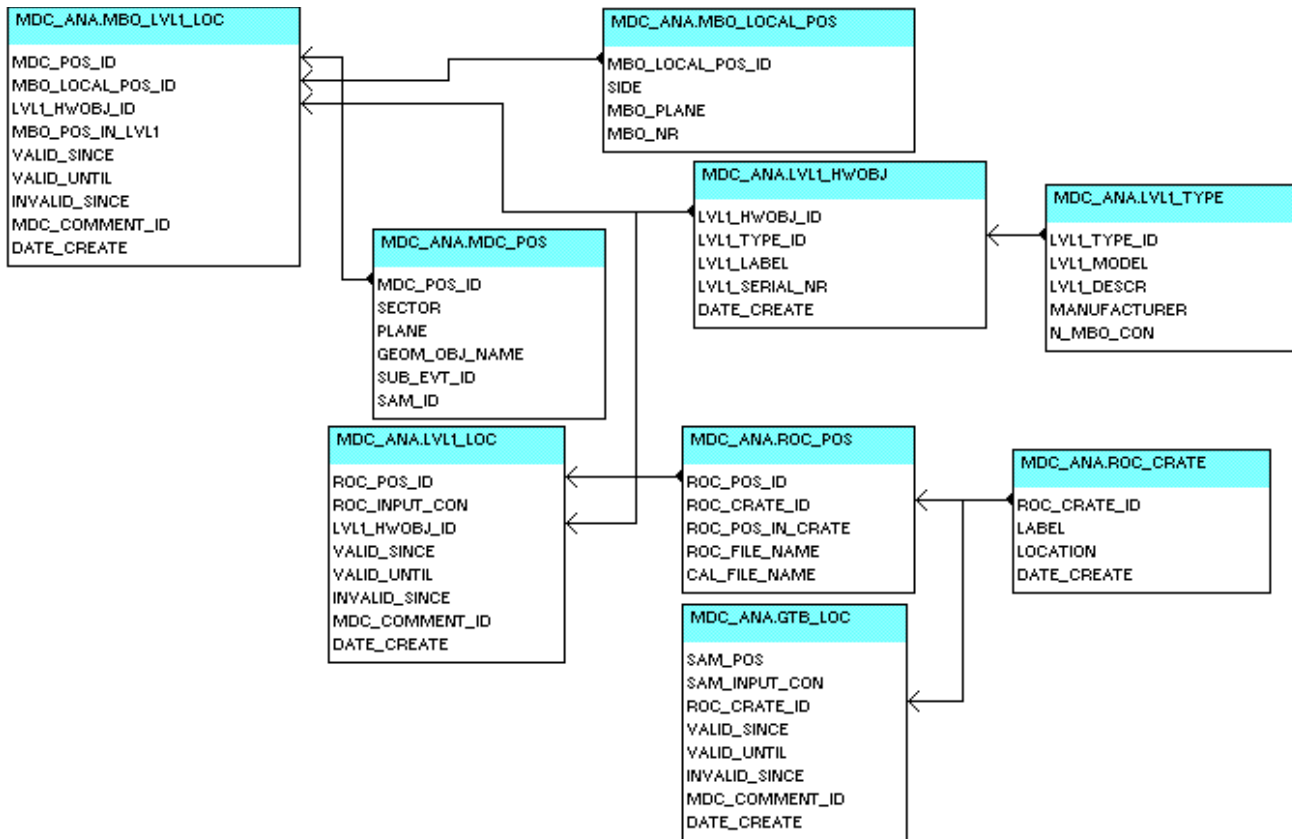 MDC_ANA.MBO_LVL1_LOC
MDC_POS_ID
MBO_LOCAL_POS_ID
LVL1_HWOBJ_ID
MBO_POS_IN_LVL1
VALID_SINCE
VALID_UNTIL
INVALID_SINCE
MDC_COMMENT_ID
DATE_CREATE
MDC_ANA.MBO_LOCAL_POS
MBO_LOCAL_POS_ID
SIDE
MBO_PLANE
MBO_NR
MDC_ANA.LVL1_HWOBJ
LVL1_HWOBJ_ID
LVL1_TYPE_ID
LVL1_LABEL
LVL1_SERIAL_NR
DATE_CREATE
MDC_ANA.LVL1_TYPE
LVL1_TYPE_ID
LVL1_MODEL
LVL1_DESCR
MANUFACTURER
N_MBO_CON
MDC_ANA.MDC_POS
MDC_POS_ID
SECTOR
PLANE
GEOM_OBJ_NAME
SUB_EVT_ID
SAM_ID
MDC_ANA.LVL1_LOC
ROC_POS_ID
ROC_INPUT_CON
LVL1_HWOBJ_ID
VALID_SINCE
VALID_UNTIL
INVALID_SINCE
MDC_COMMENT_ID
DATE_CREATE
MDC_ANA.ROC_POS
ROC_POS_ID
ROC_CRATE_ID
ROC_POS_IN_CRATE
ROC_FILE_NAME
CAL_FILE_NAME
MDC_ANA.ROC_CRATE
ROC_CRATE_ID
LABEL
LOCATION
DATE_CREATE
MDC_ANA.GTB_LOC
SAM_POS
SAM_INPUT_CON
ROC_CRATE_ID
VALID_SINCE
VALID_UNTIL
INVALID_SINCE
MDC_COMMENT_ID
DATE_CREATE